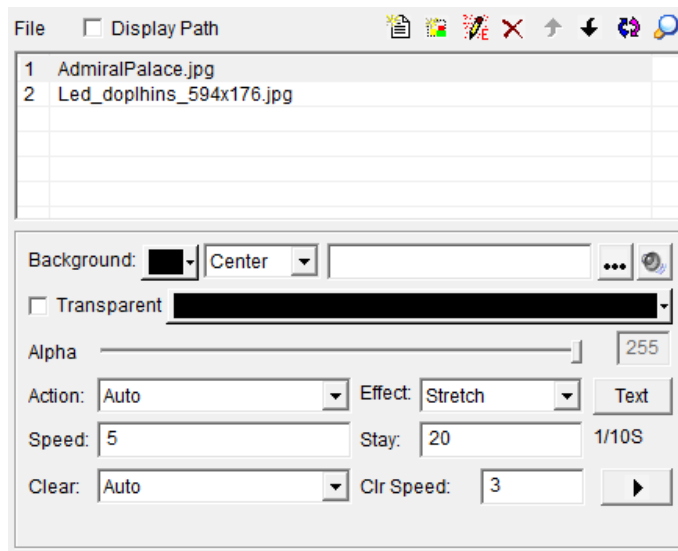 File Display Path
1 AdmiralPalace.jpg
2 Led_doplhins_594x176.jpg
Background: Center ...
Transparent
Alpha 255
Action: Auto Effect: Stretch Text
Speed: 5 Stay: 20 1/10S
Clear: Auto Clr Speed: 3